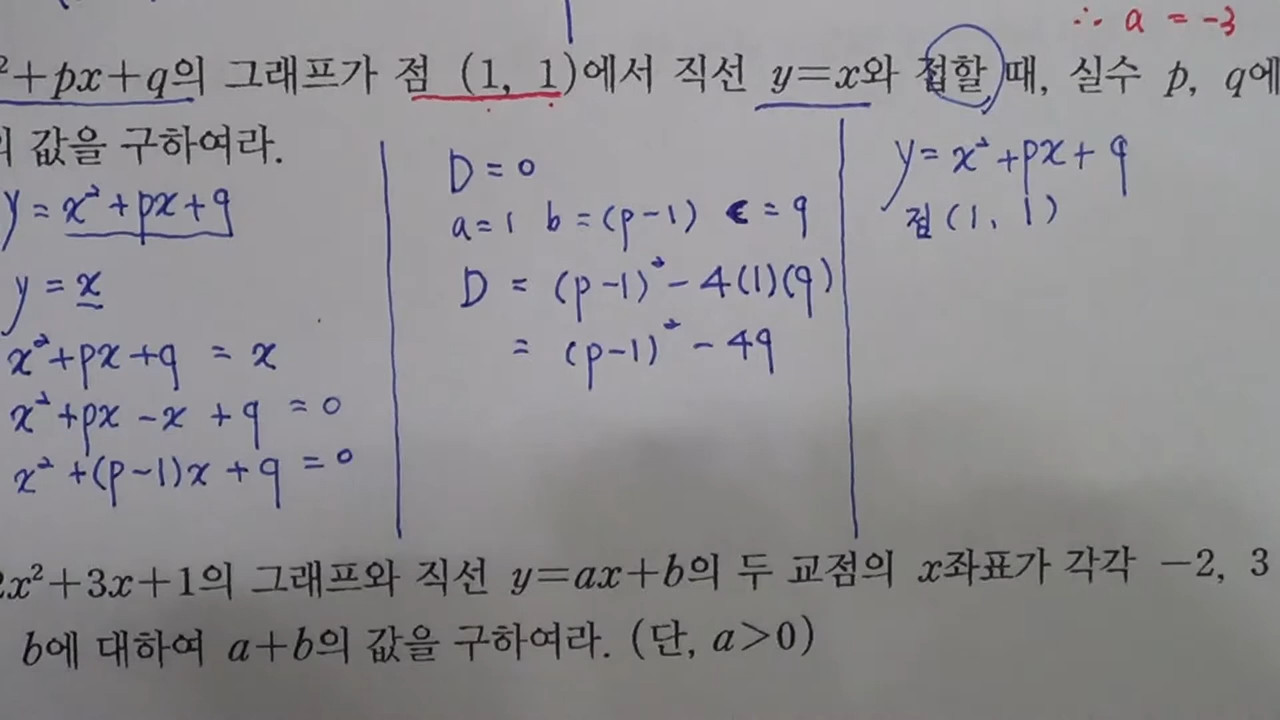 ∴ a = -3
²+px+q의 그래프가 점 (1, 1)에서 직선 y=x와 접할 때, 실수 p, q에
의 값을 구하여라.
y = x²+px+q
y = x
x²+px+q = x
x²+px-x+q = 0
x²+(p-1)x+q = 0
D = 0
a=1 b=(p-1) c=q
D = (p-1)²-4(1)(q)
= (p-1)²-4q
y = x²+px+q
점(1, 1)
2x²+3x+1의 그래프와 직선 y=ax+b의 두 교점의 x좌표가 각각 -2, 3
b에 대하여 a+b의 값을 구하여라. (단, a>0)